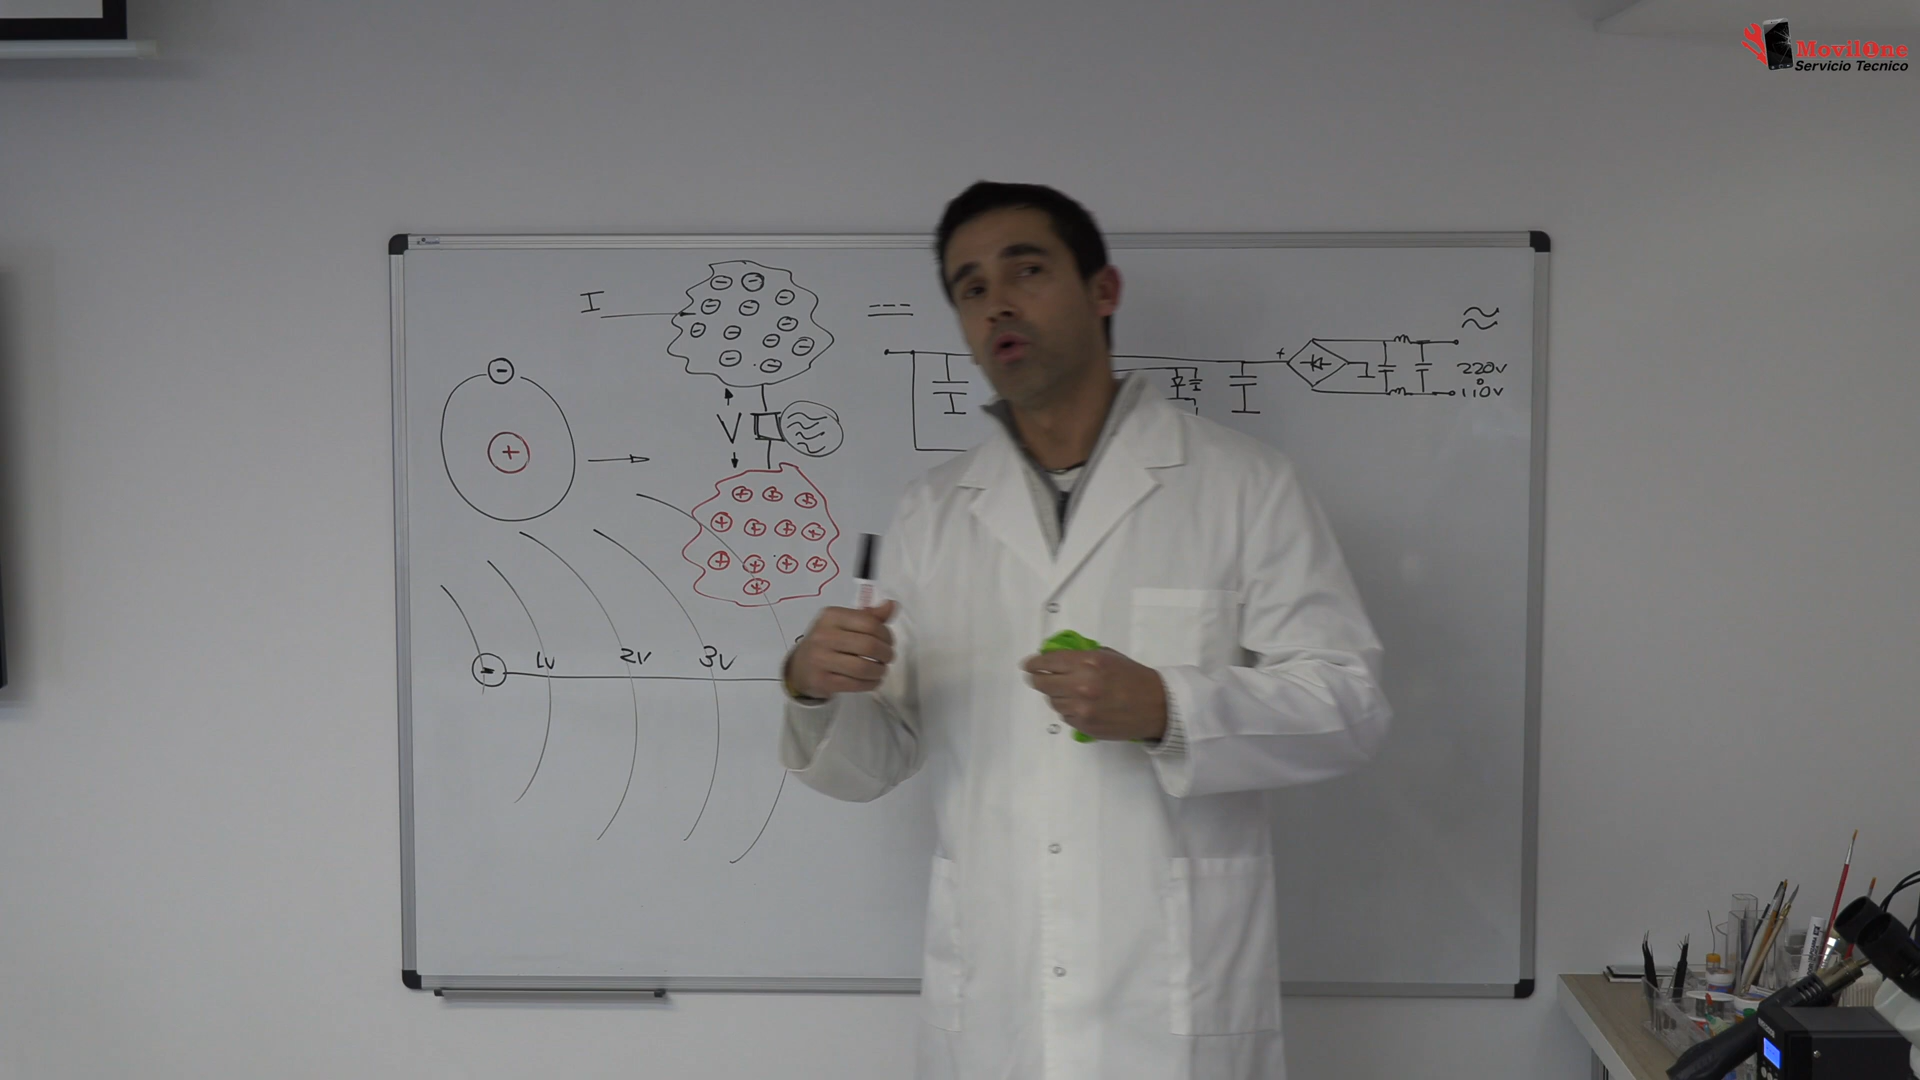 MovilOne
Servicio Tecnico
I
V
220V
o
110V
1V
2V
3V